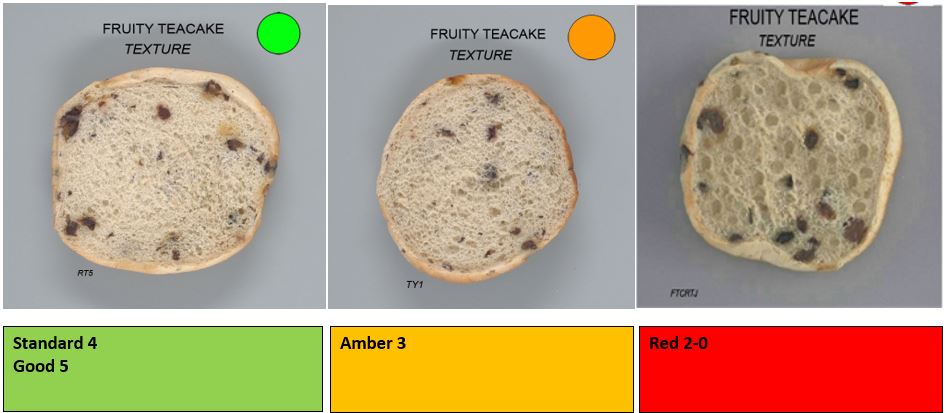 FRUITY TEACAKE
TEXTURE
RT5
FRUITY TEACAKE
TEXTURE
TY1
FRUITY TEACAKE
TEXTURE
FTCRTJ
Standard 4
Good 5
Amber 3
Red 2-0